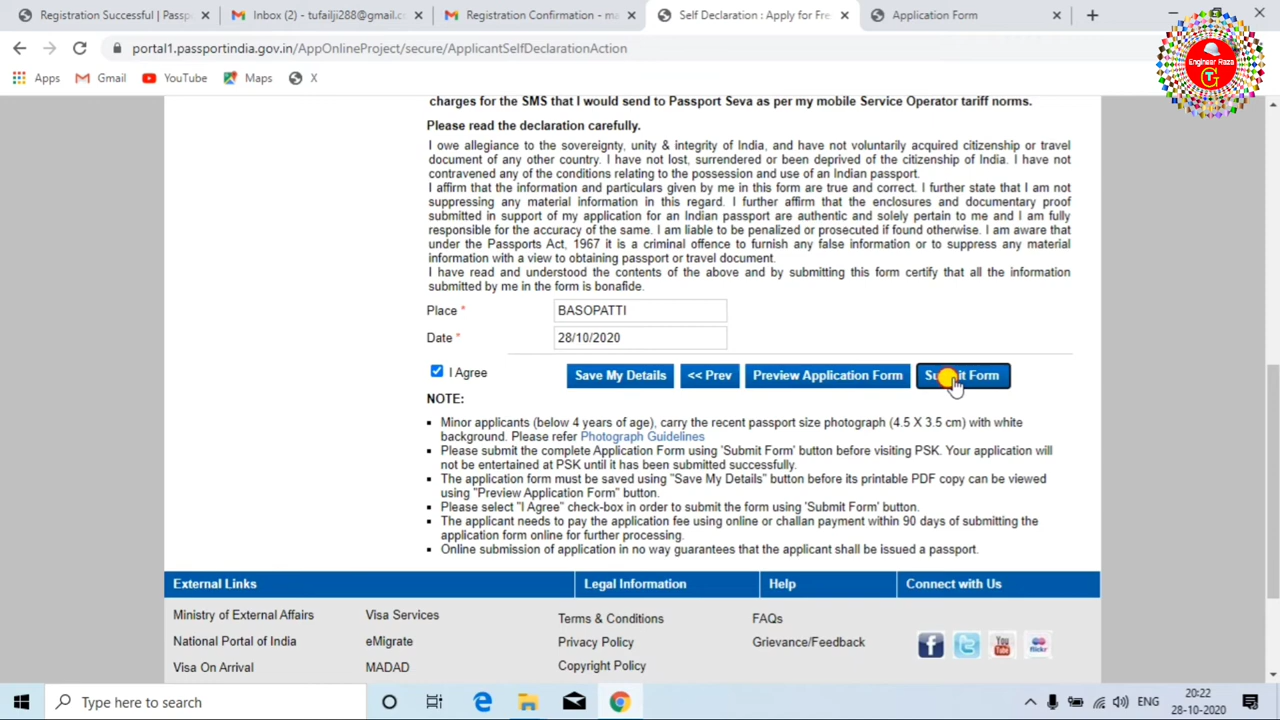 Registration Successful | Passp
Inbox (2) - tufailji288@gmail.c
Registration Confirmation - ma
Self Declaration : Apply for Fre
Application Form
portal1.passportindia.gov.in/AppOnlineProject/secure/ApplicantSelfDeclarationAction
Apps
Gmail
YouTube
Maps
X
Engineer Raza
charges for the SMS that I would send to Passport Seva as per my mobile Service Operator tariff norms.
Please read the declaration carefully.
I owe allegiance to the sovereignty, unity & integrity of India, and have not voluntarily acquired citizenship or travel
document of any other country. I have not lost, surrendered or been deprived of the citizenship of India. I have not
contravened any of the conditions relating to the possession and use of an Indian passport.
I affirm that the information and particulars given by me in this form are true and correct. I further state that I am not
suppressing any material information in this regard. I further affirm that the enclosures and documentary proof
submitted in support of my application for an Indian passport are authentic and solely pertain to me and I am fully
responsible for the accuracy of the same. I am liable to be penalized or prosecuted if found otherwise. I am aware that
under the Passports Act, 1967 it is a criminal offence to furnish any false information or to suppress any material
information with a view to obtaining passport or travel document.
I have read and understood the contents of the above and by submitting this form certify that all the information
submitted by me in the form is bonafide.
Place * BASOPATTI
Date * 28/10/2020
I Agree
Save My Details
<< Prev
Preview Application Form
Submit Form
NOTE:
▪ Minor applicants (below 4 years of age), carry the recent passport size photograph (4.5 X 3.5 cm) with white
background. Please refer Photograph Guidelines
▪ Please submit the complete Application Form using 'Submit Form' button before visiting PSK. Your application will
not be entertained at PSK until it has been submitted successfully.
▪ The application form must be saved using "Save My Details" button before its printable PDF copy can be viewed
using "Preview Application Form" button.
▪ Please select "I Agree" check-box in order to submit the form using 'Submit Form' button.
▪ The applicant needs to pay the application fee using online or challan payment within 90 days of submitting the
application form online for further processing.
▪ Online submission of application in no way guarantees that the applicant shall be issued a passport.
External Links
Legal Information
Help
Connect with Us
Ministry of External Affairs
Visa Services
Terms & Conditions
FAQs
National Portal of India
eMigrate
Privacy Policy
Grievance/Feedback
Visa On Arrival
MADAD
Copyright Policy
f
You
Tube
flickr
Type here to search
ENG
20:22
28-10-2020